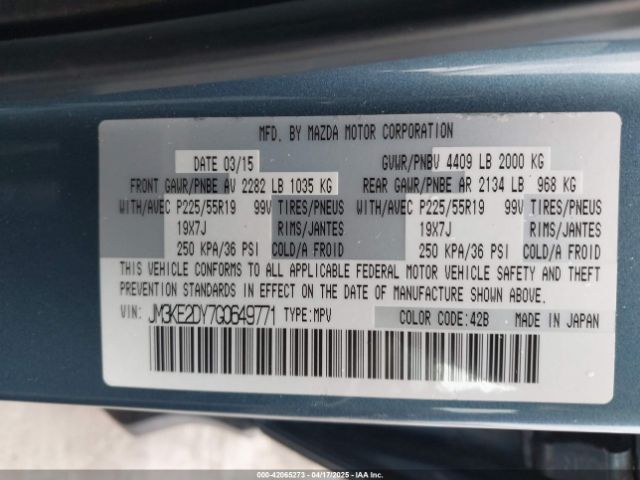 MFD. BY MAZDA MOTOR CORPORATION
DATE 03/15 GVWR/PNBV 4409 LB 2000 KG
FRONT GAWR/PNBE AV 2282 LB 1035 KG REAR GAWR/PNBE AR 2134 LB 968 KG
WITH/AVEC P225/55R19 99V TIRES/PNEUS WITH/AVEC P225/55R19 99V TIRES/PNEUS
19X7J RIMS/JANTES 19X7J RIMS/JANTES
250 KPA/36 PSI COLD/A FROID 250 KPA/36 PSI COLD/A FROID
THIS VEHICLE CONFORMS TO ALL APPLICABLE FEDERAL MOTOR VEHICLE SAFETY AND THEFT
PREVENTION STANDARDS IN EFFECT ON THE DATE OF MANUFACTURE SHOWN ABOVE.
VIN: JM3KE2DY7G0649771 TYPE: MPV COLOR CODE: 42B MADE IN JAPAN
000-42065273 | 04/17/2025 | IAA Inc.